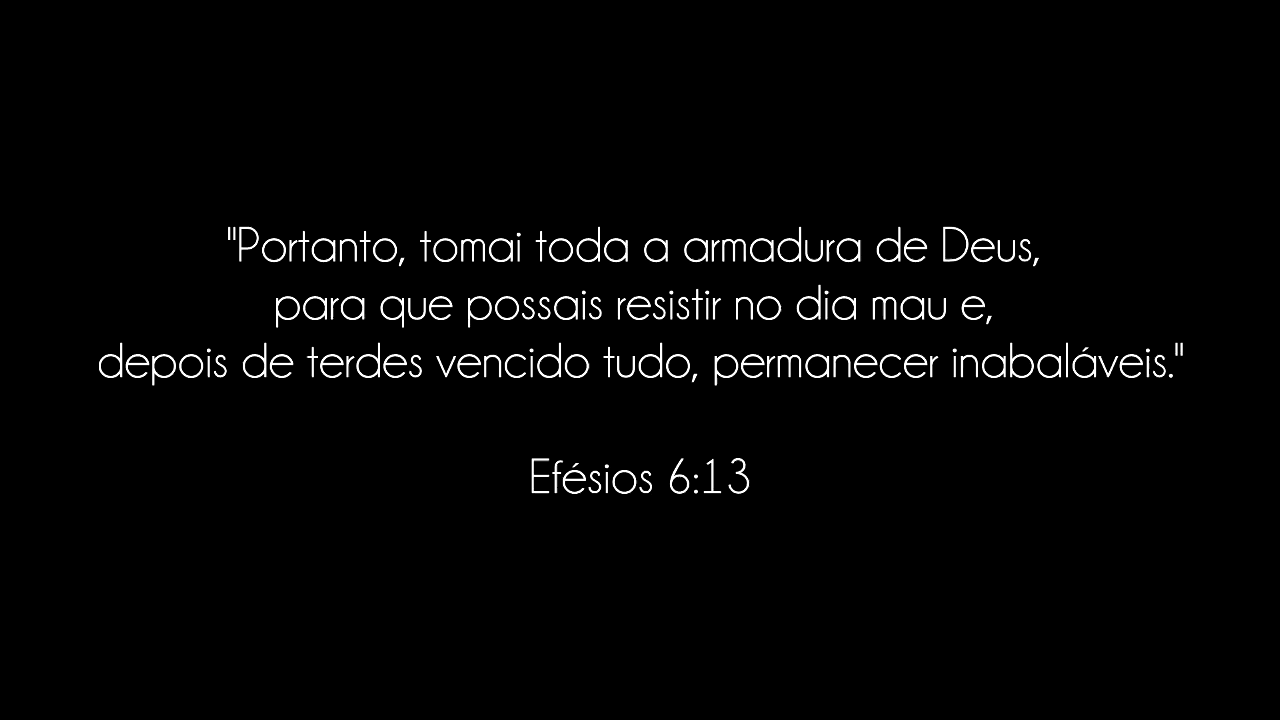 "Portanto, tomai toda a armadura de Deus,
para que possais resistir no dia mau e,
depois de terdes vencido tudo, permanecer inabaláveis."
Efésios 6:13